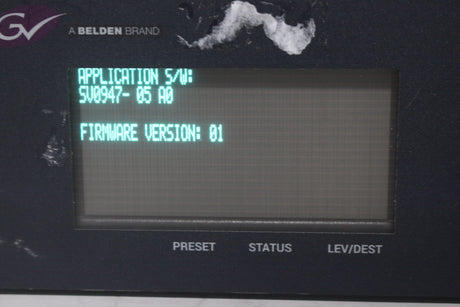 GV
A BELDEN BRAND
APPLICATION S/W:
SV0947- 05 A0
FIRMWARE VERSION: 01
PRESET STATUS LEV/DEST